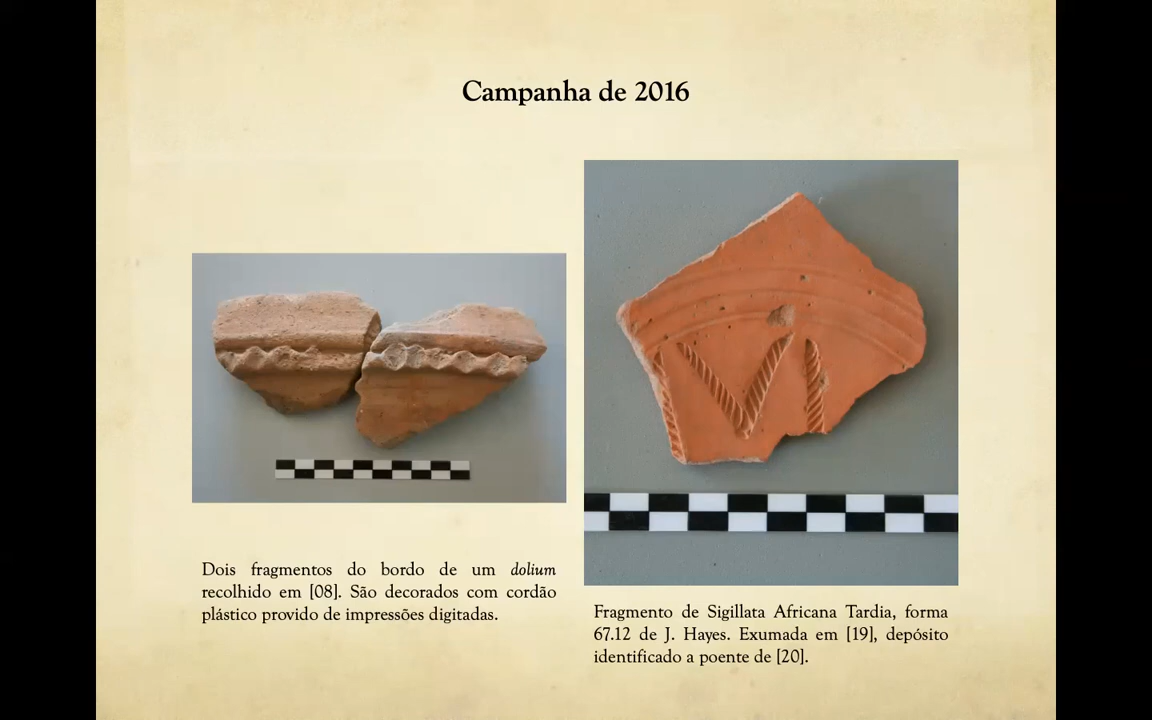 Campanha de 2016
Dois fragmentos do bordo de um dolium
recolhido em [08]. São decorados com cordão
plástico provido de impressões digitadas.
Fragmento de Sigillata Africana Tardia, forma
67.12 de J. Hayes. Exumada em [19], depósito
identificado a poente de [20].